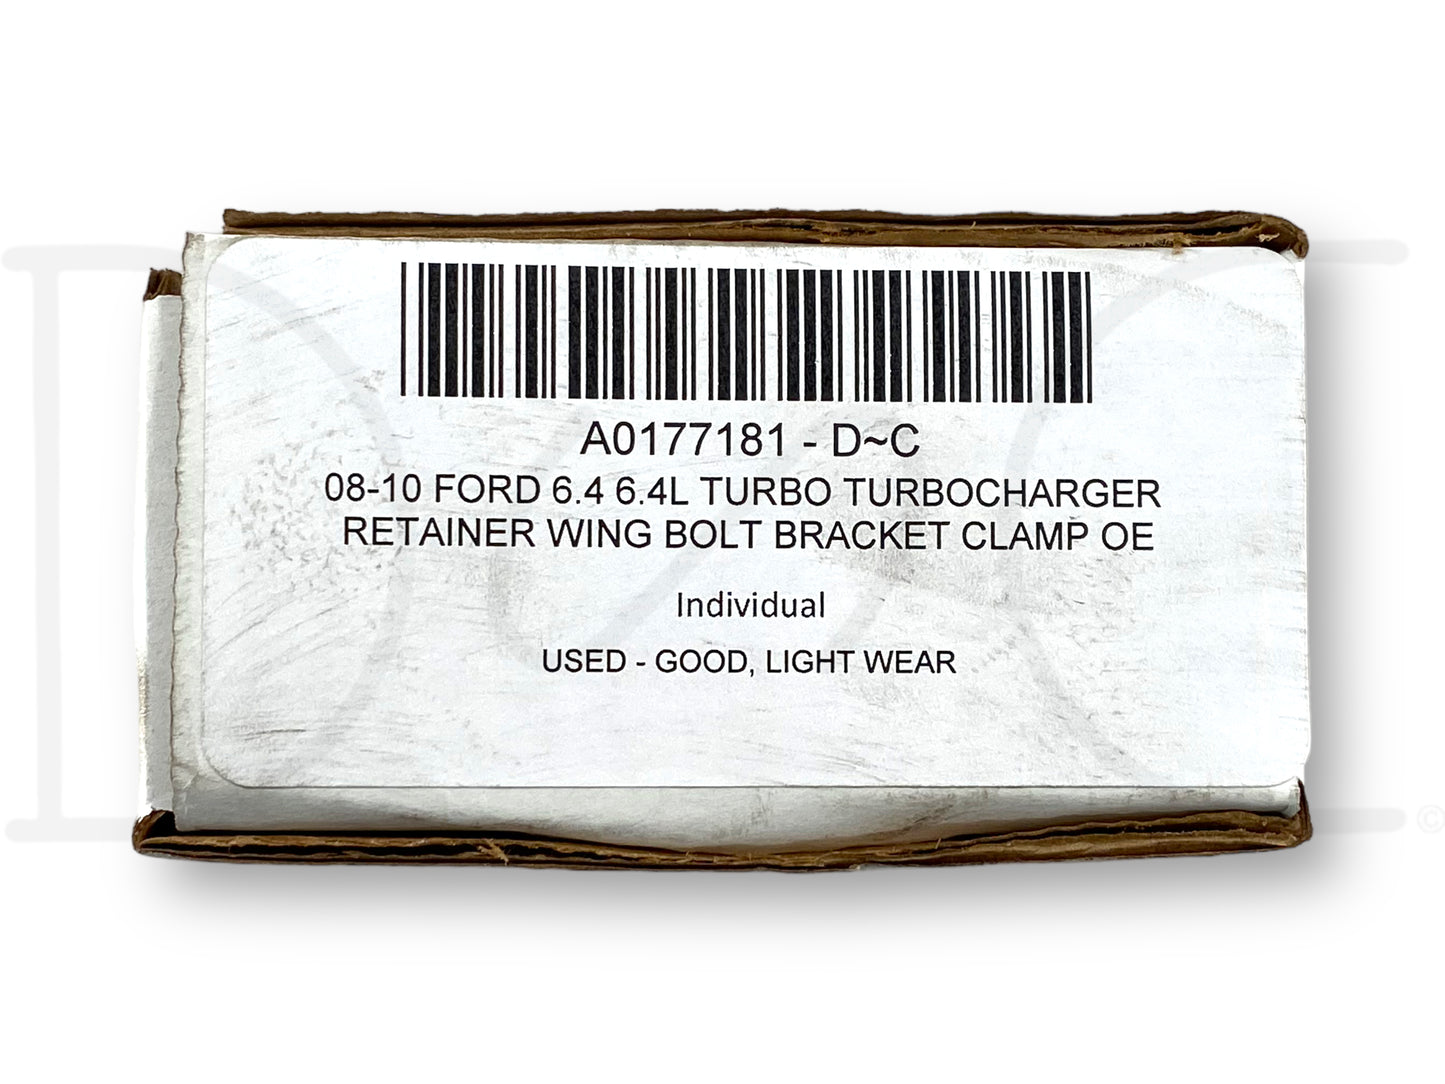 A0177181 - D~C
08-10 FORD 6.4 6.4L TURBO TURBOCHARGER
RETAINER WING BOLT BRACKET CLAMP OE
Individual
USED - GOOD, LIGHT WEAR
©